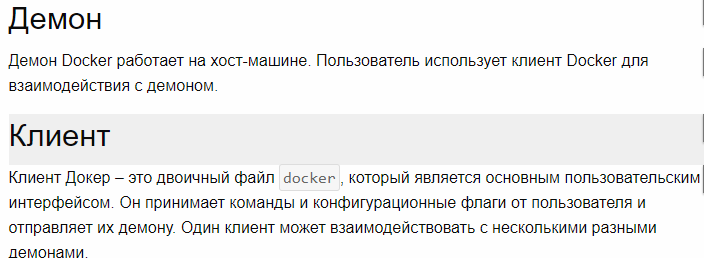 Демон
Демон Docker работает на хост-машине. Пользователь использует клиент Docker для
взаимодействия с демоном.
Клиент
Клиент Докер – это двоичный файл docker, который является основным пользовательским
интерфейсом. Он принимает команды и конфигурационные флаги от пользователя и
отправляет их демону. Один клиент может взаимодействовать с несколькими разными
демонами.